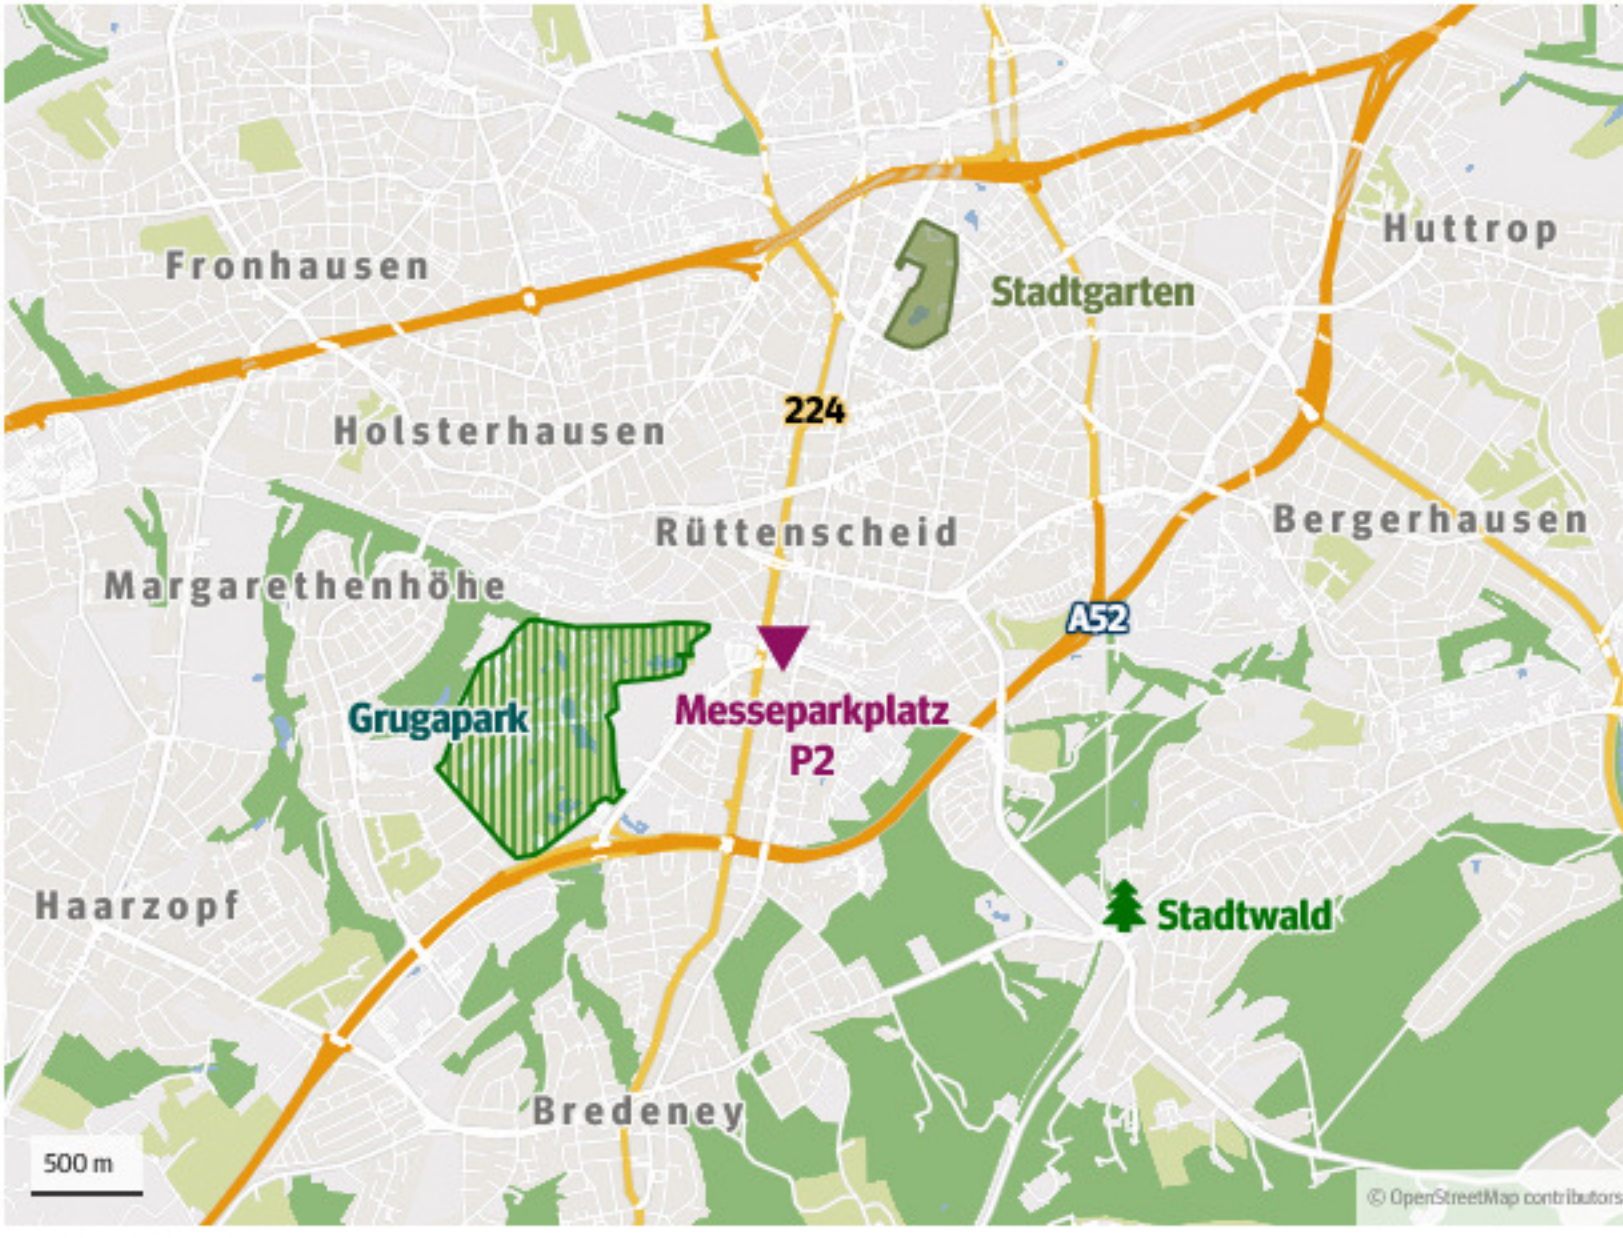 Huttrop
Fronhausen
Stadtgarten
224
Holsterhausen
Rüttenscheid
Bergerhausen
Margarethenhöhe
A52
Grugapark
Messeparkplatz
P2
Haarzopf
Stadtwald
Bredeney
500 m
© OpenStreetMap contributors